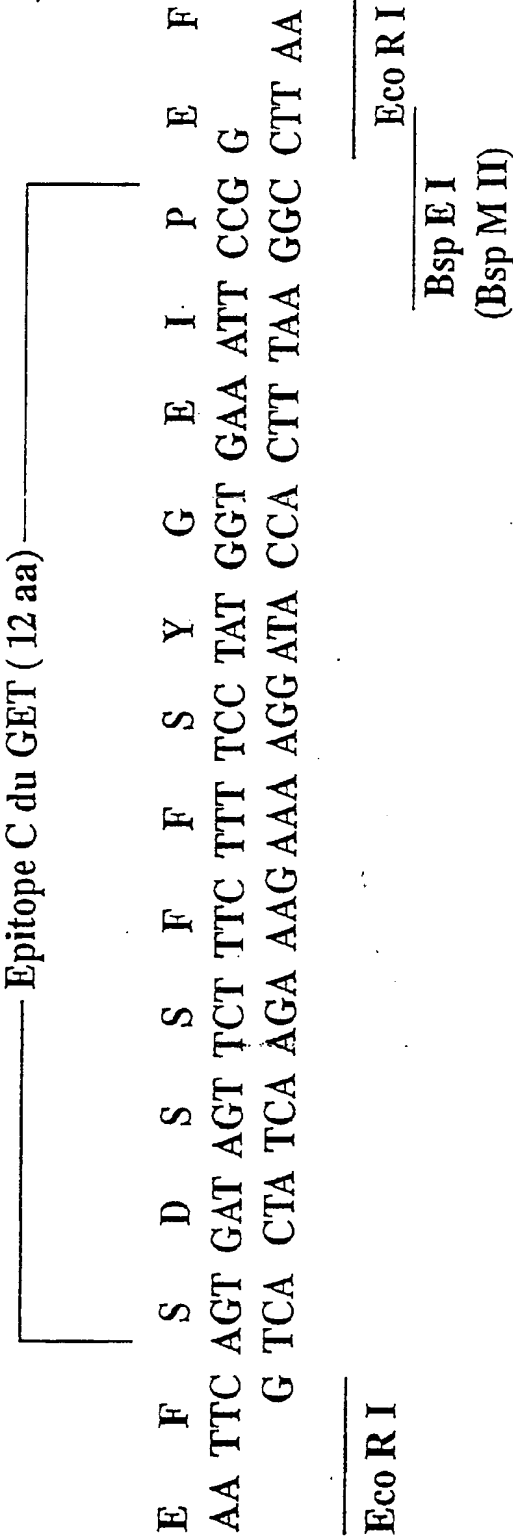 Epitope C du GET ( 12 aa)
E F S D S S F F S Y G E I P E F
AA TTC AGT GAT AGT TCT TTC TTT TCC TAT GGT GAA ATT CCG G
G TCA CTA TCA AGA AAG AAA AGG ATA CCA CTT TAA GGC CTT AA
Eco R I Eco R I
Bsp E I
(Bsp M II)